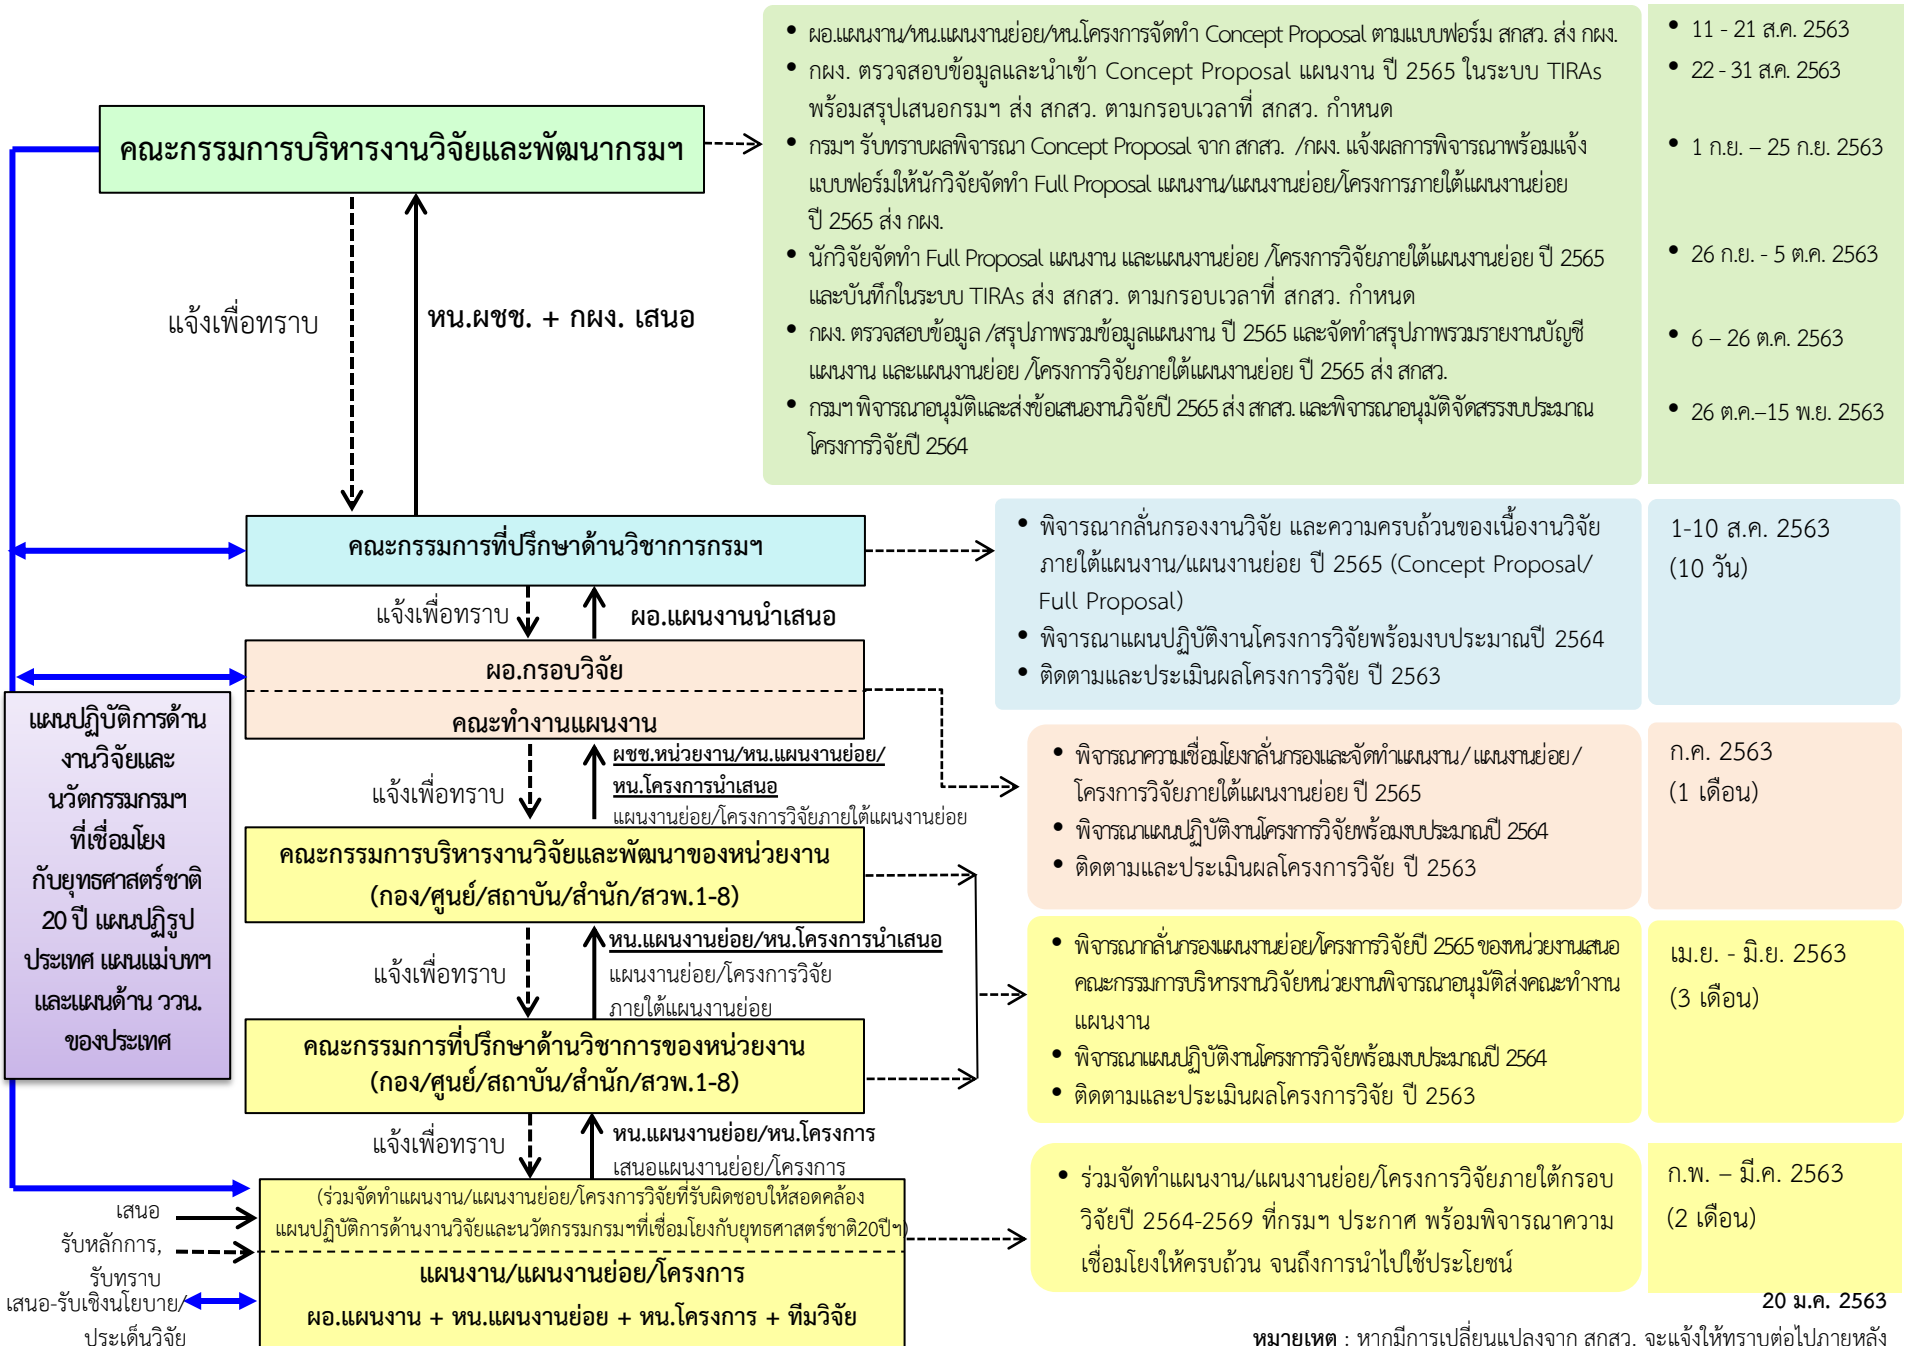 • ผอ.แผนงาน/หน.แผนงานย่อย/หน.โครงการจัดทำ Concept Proposal ตามแบบฟอร์ม สกสว. ส่ง กผง.
• 11 - 21 ส.ค. 2563
• กผง. ตรวจสอบข้อมูลและนำเข้า Concept Proposal แผนงาน ปี 2565 ในระบบ TIRAs
พร้อมสรุปเสนอกรมฯ ส่ง สกสว. ตามกรอบเวลาที่ สกสว. กำหนด
• 22 - 31 ส.ค. 2563
• กรมฯ รับทราบผลพิจารณา Concept Proposal จาก สกสว. /กผง. แจ้งผลการพิจารณาพร้อมแจ้ง
แบบฟอร์มให้นักวิจัยจัดทำ Full Proposal แผนงาน/แผนงานย่อย/โครงการภายใต้แผนงานย่อย
ปี 2565 ส่ง กผง.
• 1 ก.ย. – 25 ก.ย. 2563
• นักวิจัยจัดทำ Full Proposal แผนงาน และแผนงานย่อย /โครงการวิจัยภายใต้แผนงานย่อย ปี 2565
และบันทึกในระบบ TIRAs ส่ง สกสว. ตามกรอบเวลาที่ สกสว. กำหนด
• 26 ก.ย. - 5 ต.ค. 2563
• กผง. ตรวจสอบข้อมูล /สรุปภาพรวมข้อมูลแผนงาน ปี 2565 และจัดทำสรุปภาพรวมรายงานบัญชี
แผนงาน และแผนงานย่อย /โครงการวิจัยภายใต้แผนงานย่อย ปี 2565 ส่ง สกสว.
• 6 – 26 ต.ค. 2563
• กรมฯ พิจารณาอนุมัติและส่งข้อเสนองานวิจัยปี 2565 ส่ง สกสว. และพิจารณาอนุมัติจัดสรรงบประมาณ
โครงการวิจัยปี 2564
• 26 ต.ค.–15 พ.ย. 2563
คณะกรรมการบริหารงานวิจัยและพัฒนากรมฯ
แจ้งเพื่อทราบ
หน.ผชช. + กผง. เสนอ
คณะกรรมการที่ปรึกษาด้านวิชาการกรมฯ
• พิจารณากลั่นกรองงานวิจัย และความครบถ้วนของเนื้องานวิจัย
ภายใต้แผนงาน/แผนงานย่อย ปี 2565 (Concept Proposal/
Full Proposal)
• พิจารณาแผนปฏิบัติงานโครงการวิจัยพร้อมงบประมาณปี 2564
• ติดตามและประเมินผลโครงการวิจัย ปี 2563
1-10 ส.ค. 2563
(10 วัน)
แจ้งเพื่อทราบ
ผอ.แผนงานนำเสนอ
ผอ.กรอบวิจัย
คณะทำงานแผนงาน
• พิจารณาความเชื่อมโยงกลั่นกรองและจัดทำแผนงาน/ แผนงานย่อย/
โครงการวิจัยภายใต้แผนงานย่อย ปี 2565
• พิจารณาแผนปฏิบัติงานโครงการวิจัยพร้อมงบประมาณปี 2564
• ติดตามและประเมินผลโครงการวิจัย ปี 2563
ก.ค. 2563
(1 เดือน)
แจ้งเพื่อทราบ
ผชช.หน่วยงาน/หน.แผนงานย่อย/
หน.โครงการนำเสนอ
แผนงานย่อย/โครงการวิจัยภายใต้แผนงานย่อย
แผนปฏิบัติการด้าน
งานวิจัยและ
นวัตกรรมกรมฯ
ที่เชื่อมโยง
กับยุทธศาสตร์ชาติ
20 ปี แผนปฏิรูป
ประเทศ แผนแม่บทฯ
และแผนด้าน ววน.
ของประเทศ
คณะกรรมการบริหารงานวิจัยและพัฒนาของหน่วยงาน
(กอง/ศูนย์/สถาบัน/สำนัก/สวพ.1-8)
แจ้งเพื่อทราบ
หน.แผนงานย่อย/หน.โครงการนำเสนอ
แผนงานย่อย/โครงการวิจัย
ภายใต้แผนงานย่อย
• พิจารณากลั่นกรองแผนงานย่อย/โครงการวิจัยปี 2565 ของหน่วยงานเสนอ
คณะกรรมการบริหารงานวิจัยหน่วยงานพิจารณาอนุมัติส่งคณะทำงาน
แผนงาน
• พิจารณาแผนปฏิบัติงานโครงการวิจัยพร้อมงบประมาณปี 2564
• ติดตามและประเมินผลโครงการวิจัย ปี 2563
เม.ย. - มิ.ย. 2563
(3 เดือน)
คณะกรรมการที่ปรึกษาด้านวิชาการของหน่วยงาน
(กอง/ศูนย์/สถาบัน/สำนัก/สวพ.1-8)
แจ้งเพื่อทราบ
หน.แผนงานย่อย/หน.โครงการ
เสนอแผนงานย่อย/โครงการ
(ร่วมจัดทำแผนงาน/แผนงานย่อย/โครงการวิจัยที่รับผิดชอบให้สอดคล้อง
แผนปฏิบัติการด้านงานวิจัยและนวัตกรรมกรมฯที่เชื่อมโยงกับยุทธศาสตร์ชาติ20ปีฯ)
แผนงาน/แผนงานย่อย/โครงการ
ผอ.แผนงาน + หน.แผนงานย่อย + หน.โครงการ + ทีมวิจัย
• ร่วมจัดทำแผนงาน/แผนงานย่อย/โครงการวิจัยภายใต้กรอบ
วิจัยปี 2564-2569 ที่กรมฯ ประกาศ พร้อมพิจารณาความ
เชื่อมโยงให้ครบถ้วน จนถึงการนำไปใช้ประโยชน์
ก.พ. – มี.ค. 2563
(2 เดือน)
เสนอ
รับหลักการ,
รับทราบ
เสนอ-รับเชิงนโยบาย/
ประเด็นวิจัย
20 ม.ค. 2563
หมายเหตุ : หากมีการเปลี่ยนแปลงจาก สกสว. จะแจ้งให้ทราบต่อไปภายหลัง